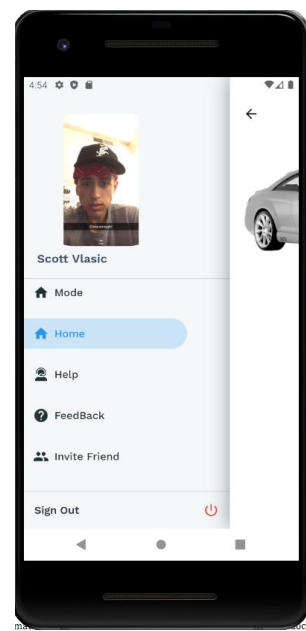 4:54
Scott Vlasic
Mode
Home
Help
FeedBack
Invite Friend
Sign Out